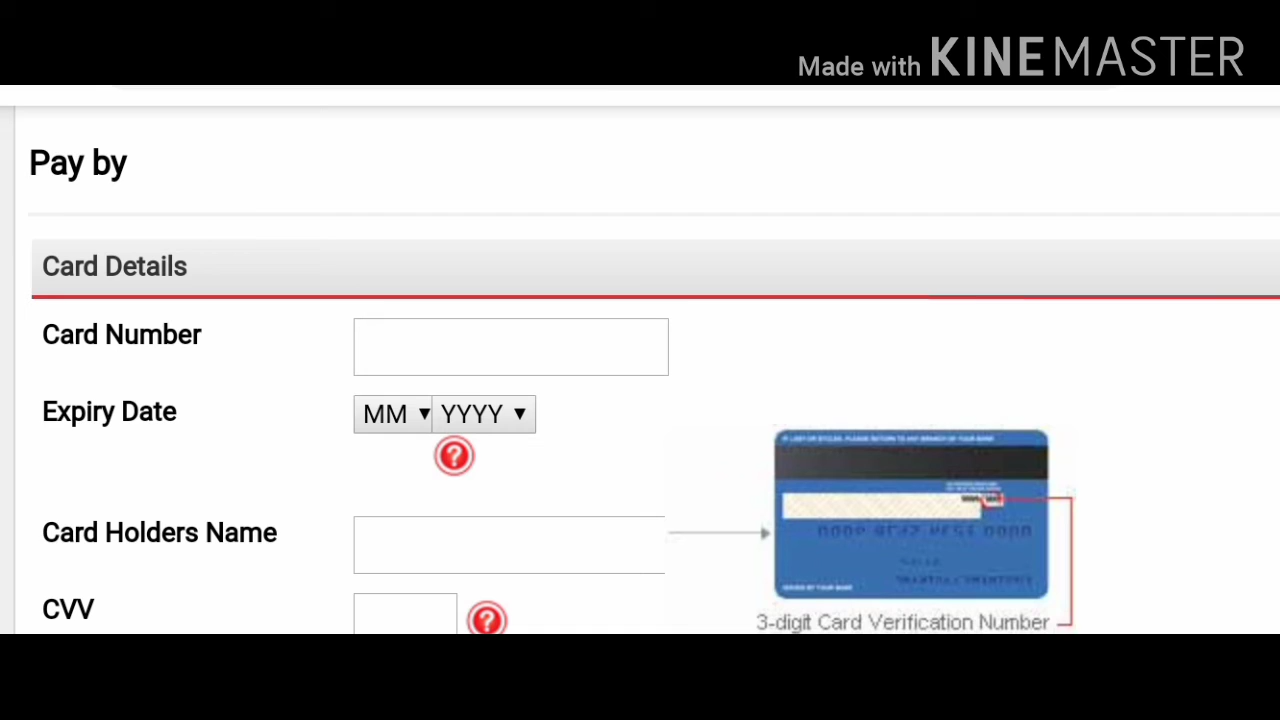 Made with KINEMASTER
Pay by
Card Details
Card Number
Expiry Date
MM YYYY
?
Card Holders Name
CVV
?
3-digit Card Verification Number